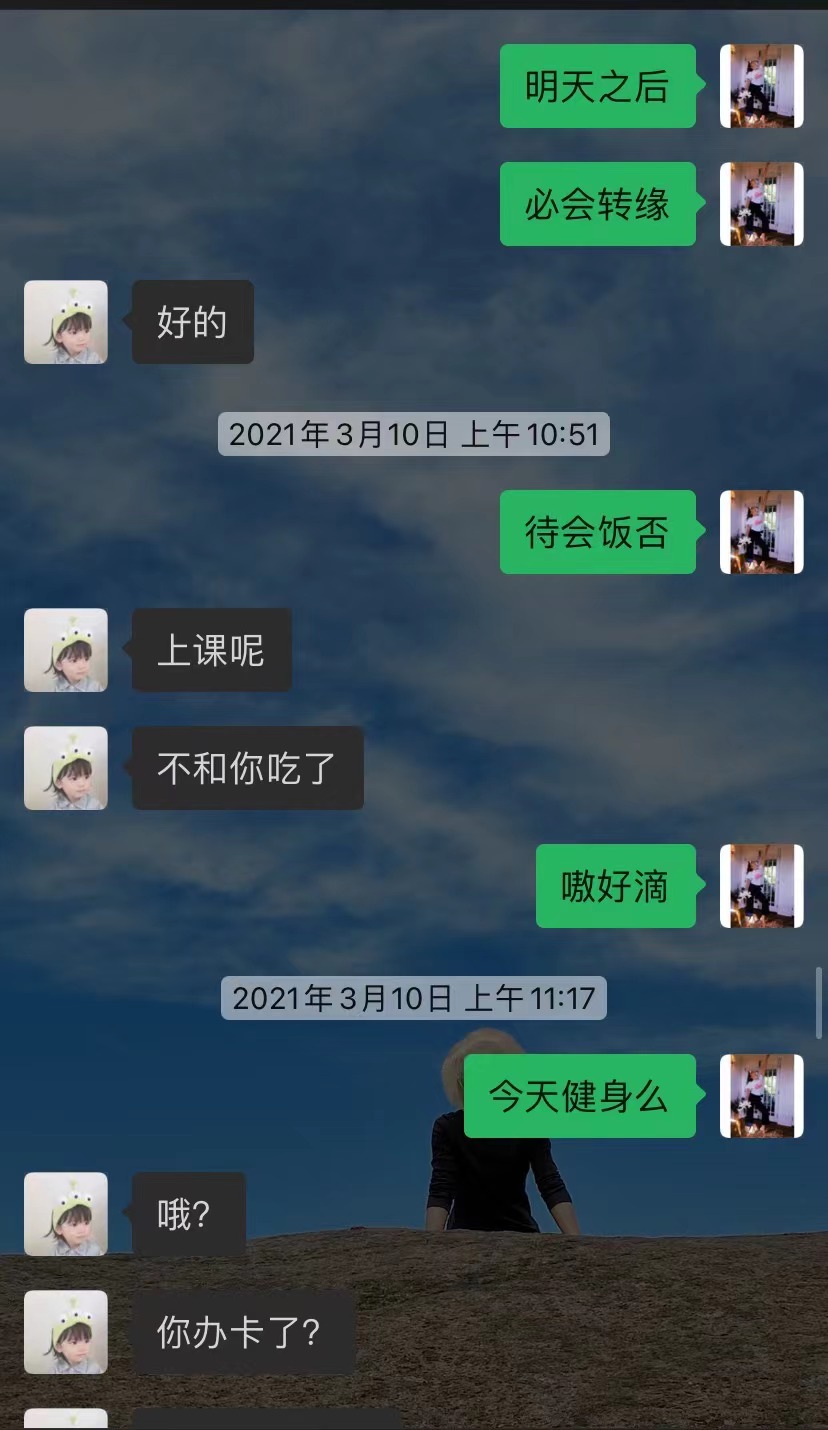 明天之后
必会转缘
好的
2021年3月10日 上午10:51
待会饭否
上课呢
不和你吃了
嗷好滴
2021年3月10日 上午11:17
今天健身么
哦?
你办卡了?